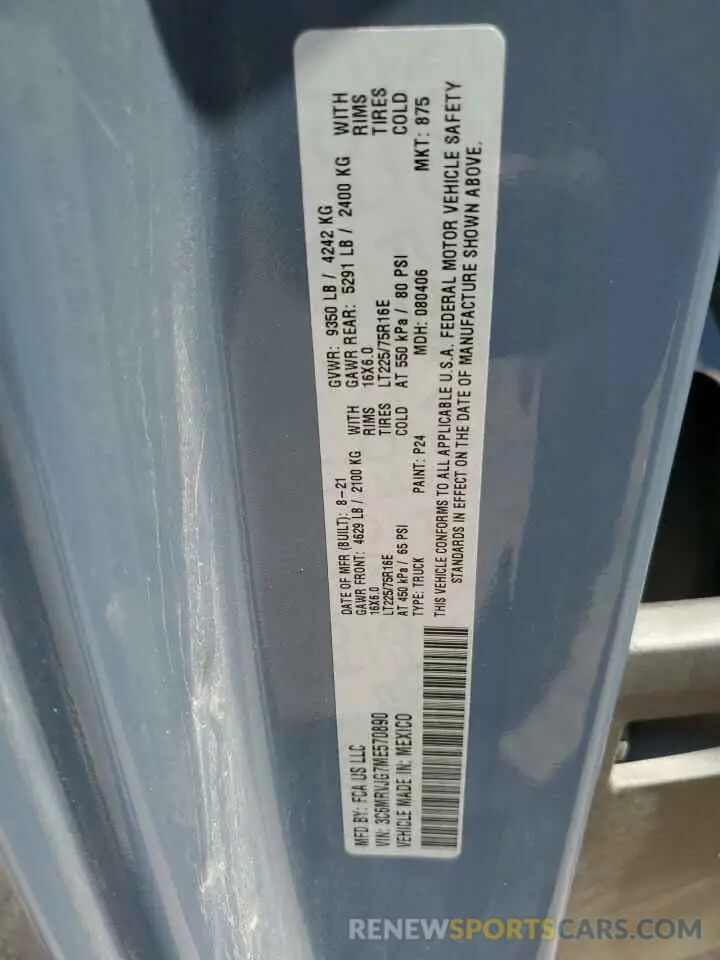 MFD BY: FCA US LLC
DATE OF MFR (BUILT): 8-21
GVWR: 9350 LB / 4242 KG
GAWR FRONT: 4629 LB / 2100 KG WITH
GAWR REAR: 5291 LB / 2400 KG WITH
16X6.0 RIMS
16X6.0 RIMS
LT225/75R16E TIRES
LT225/75R16E TIRES
AT 450 kPa / 65 PSI COLD
AT 550 kPa / 80 PSI COLD
TYPE: TRUCK PAINT: P24 MDH: 080406 MKT: 875
VIN: 3C6MRVJG7ME570890
VEHICLE MADE IN: MEXICO
THIS VEHICLE CONFORMS TO ALL APPLICABLE U.S.A. FEDERAL MOTOR VEHICLE SAFETY
STANDARDS IN EFFECT ON THE DATE OF MANUFACTURE SHOWN ABOVE.
RENEWSPORTSCARS.COM